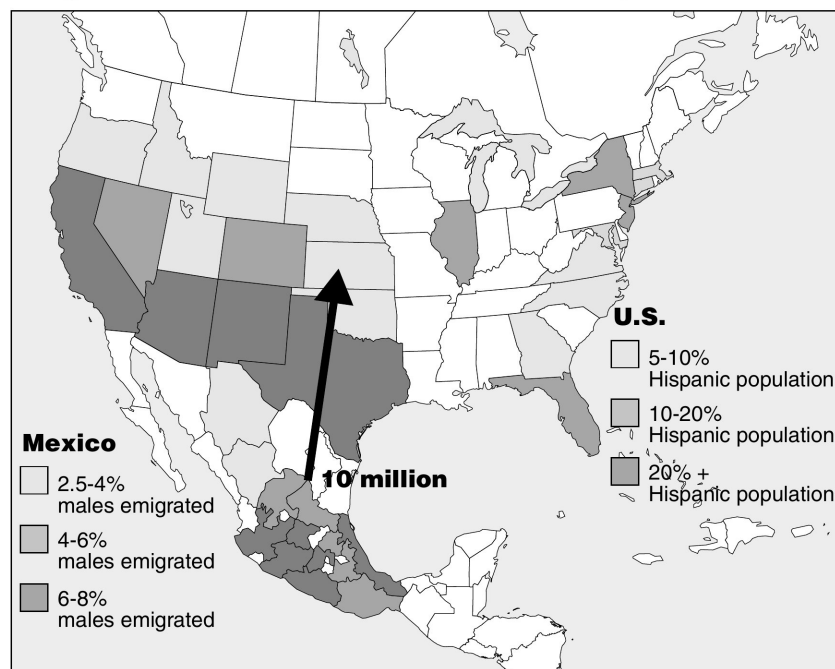 U.S.
5-10%
Hispanic population
10-20%
Hispanic population
20% +
Hispanic population
Mexico
2.5-4%
males emigrated
4-6%
males emigrated
6-8%
males emigrated
10 million